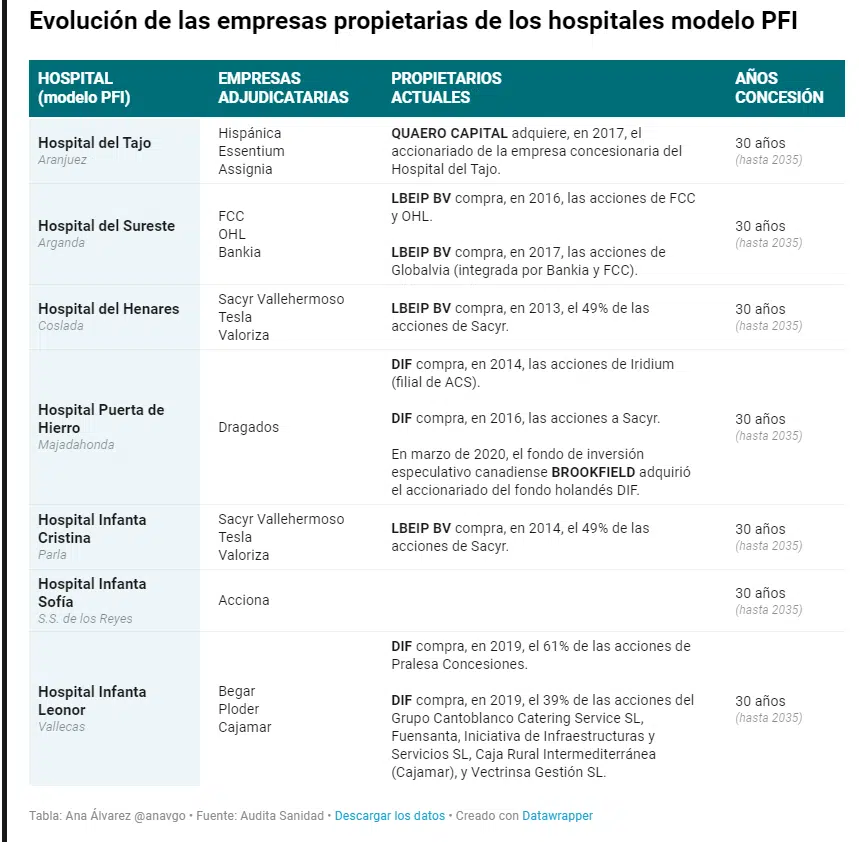 Evolución de las empresas propietarias de los hospitales modelo PFI
HOSPITAL
(modelo PFI)
EMPRESAS
ADJUDICATARIAS
PROPIETARIOS
ACTUALES
AÑOS
CONCESIÓN
Hospital del Tajo
Aranjuez
Hispánica
Essentium
Assignia
QUAERO CAPITAL adquiere, en 2017, el
accionariado de la empresa concesionaria del
Hospital del Tajo.
30 años
(hasta 2035)
Hospital del Sureste
Arganda
FCC
OHL
Bankia
LBEIP BV compra, en 2016, las acciones de FCC
y OHL.
LBEIP BV compra, en 2017, las acciones de
Globalvia (integrada por Bankia y FCC).
30 años
(hasta 2035)
Hospital del Henares
Coslada
Sacyr Vallehermoso
Tesla
Valoriza
LBEIP BV compra, en 2013, el 49% de las
acciones de Sacyr.
30 años
(hasta 2035)
Hospital Puerta de
Hierro
Majadahonda
Dragados
DIF compra, en 2014, las acciones de Iridium
(filial de ACS).
DIF compra, en 2016, las acciones a Sacyr.
En marzo de 2020, el fondo de inversión
especulativo canadiense BROOKFIELD adquirió
el accionariado del fondo holandés DIF.
30 años
(hasta 2035)
Hospital Infanta
Cristina
Parla
Sacyr Vallehermoso
Tesla
Valoriza
LBEIP BV compra, en 2014, el 49% de las
acciones de Sacyr.
30 años
(hasta 2035)
Hospital Infanta
Sofía
S.S. de los Reyes
Acciona
30 años
(hasta 2035)
Hospital Infanta
Leonor
Vallecas
Begar
Ploder
Cajamar
DIF compra, en 2019, el 61% de las acciones de
Pralesa Concesiones.
DIF compra, en 2019, el 39% de las acciones del
Grupo Cantoblanco Catering Service SL,
Fuensanta, Iniciativa de Infraestructuras y
Servicios SL, Caja Rural Intermediterránea
(Cajamar), y Vectrinsa Gestión SL.
30 años
(hasta 2035)
Tabla: Ana Álvarez @anavgo • Fuente: Audita Sanidad • Descargar los datos • Creado con Datawrapper